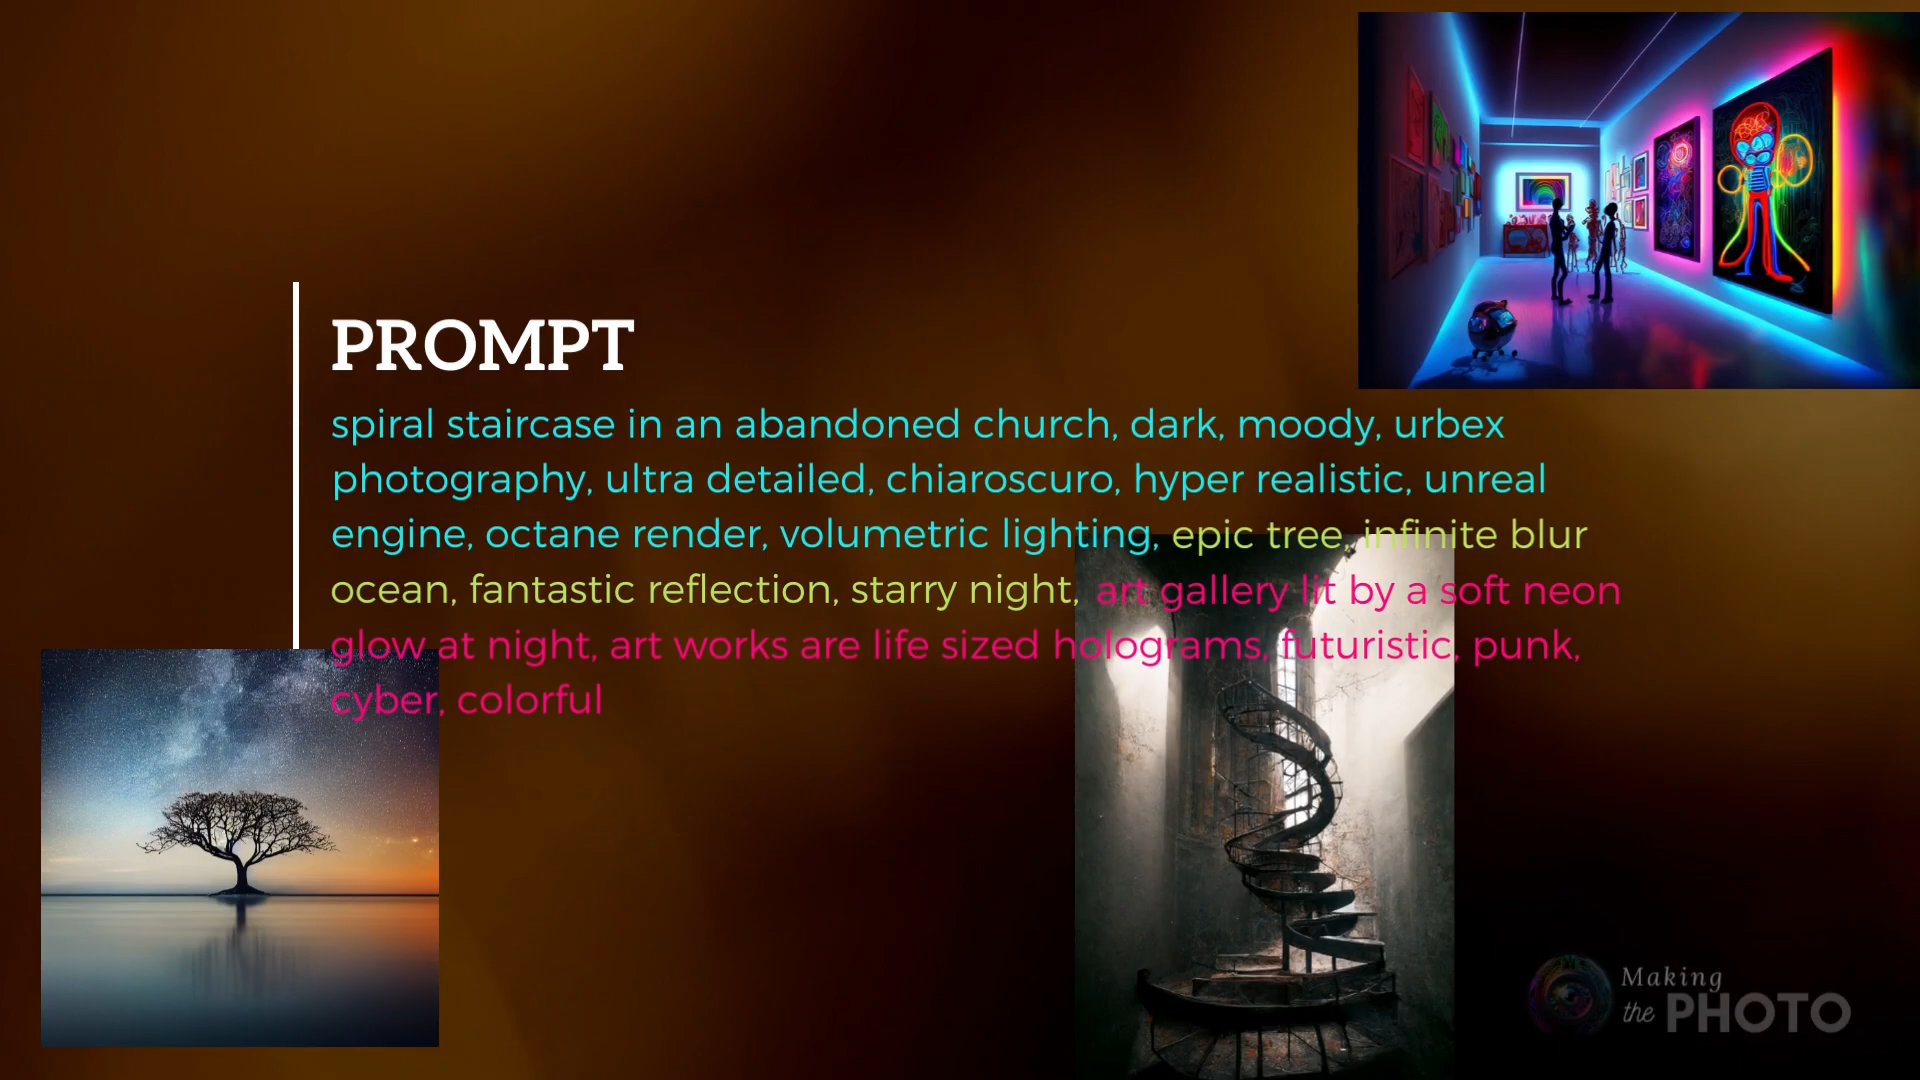 PROMPT
spiral staircase in an abandoned church, dark, moody, urbex
photography, ultra detailed, chiaroscuro, hyper realistic, unreal
engine, octane render, volumetric lighting, epic tree, infinite blur
ocean, fantastic reflection, starry night, art gallery lit by a soft neon
glow at night, art works are life sized holograms, futuristic, punk,
cyber, colorful
Making
the PHOTO